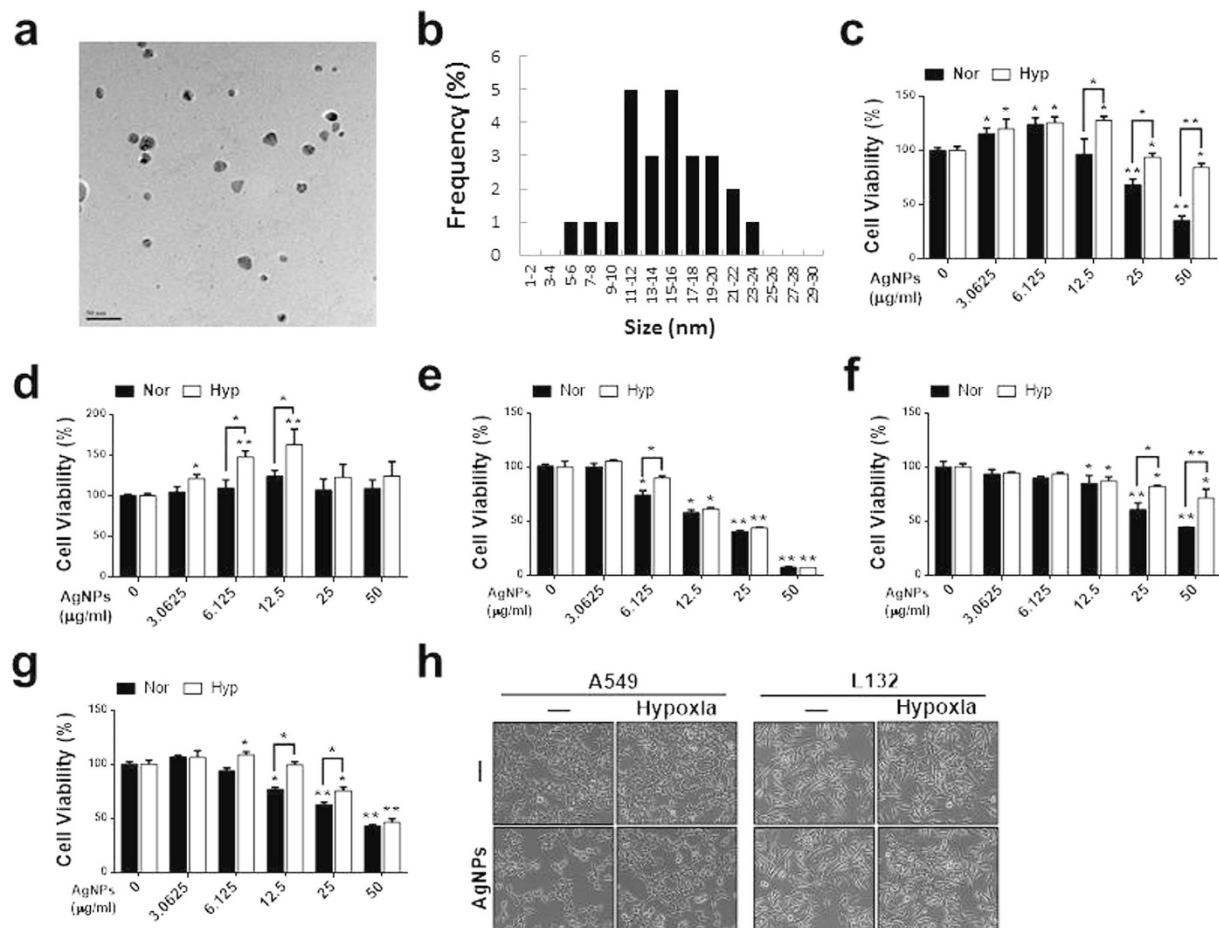 a
50 nm
b
Frequency (%)
6
5
4
3
2
1
0
1-2
3-4
5-6
7-8
9-10
11-12
13-14
15-16
17-18
19-20
21-22
23-24
25-26
27-28
29-30
Size (nm)
c
Nor Hyp
Cell Viability (%)
150
100
50
0
* * * * * * * * * ** ** ** *
AgNPs
(μg/ml)
0 3.0625 6.125 12.5 25 50
d
Nor Hyp
Cell Viability (%)
200
150
100
50
0
* * ** * **
AgNPs
(μg/ml)
0 3.0625 6.125 12.5 25 50
e
Nor Hyp
Cell Viability (%)
150
100
50
0
* * * * ** ** ** **
AgNPs
(μg/ml)
0 3.0625 6.125 12.5 25 50
f
Nor Hyp
Cell Viability (%)
150
100
50
0
* * * ** * ** ** *
AgNPs
(μg/ml)
0 3.0625 6.125 12.5 25 50
g
Nor Hyp
Cell Viability (%)
150
100
50
0
* * * * ** * ** **
AgNPs
(μg/ml)
0 3.0625 6.125 12.5 25 50
h
A549 L132
— Hypoxia — Hypoxia
—
AgNPs